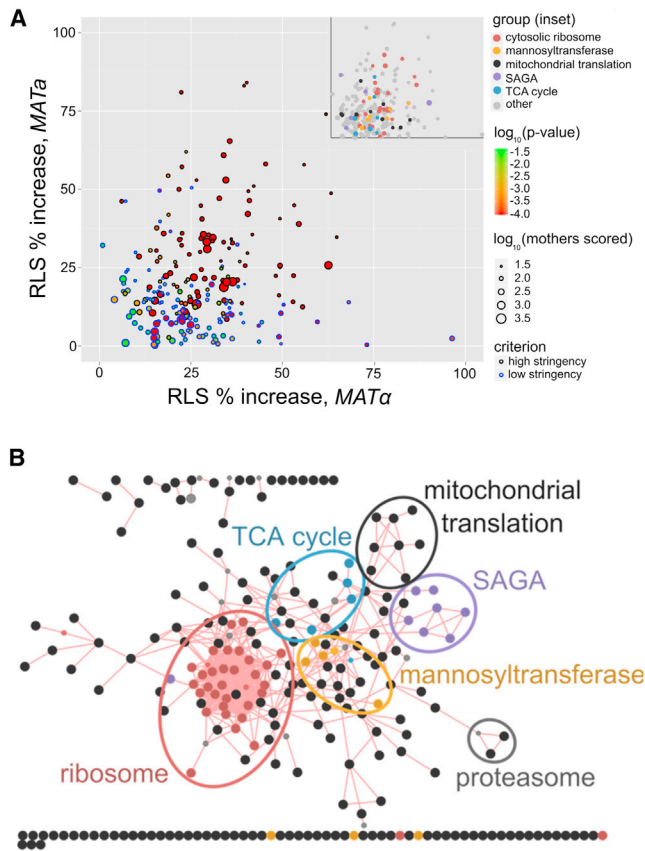 A
100
75
50
25
0
RLS % increase, MATa
0
25
50
75
100
RLS % increase, MATα
group (inset)
cytosolic ribosome
mannosyltransferase
mitochondrial translation
SAGA
TCA cycle
other
log10(p-value)
-1.5
-2.0
-2.5
-3.0
-3.5
-4.0
log10(mothers scored)
1.5
2.0
2.5
3.0
3.5
criterion
high stringency
low stringency
B
mitochondrial
translation
TCA cycle
SAGA
mannosyltransferase
ribosome
proteasome